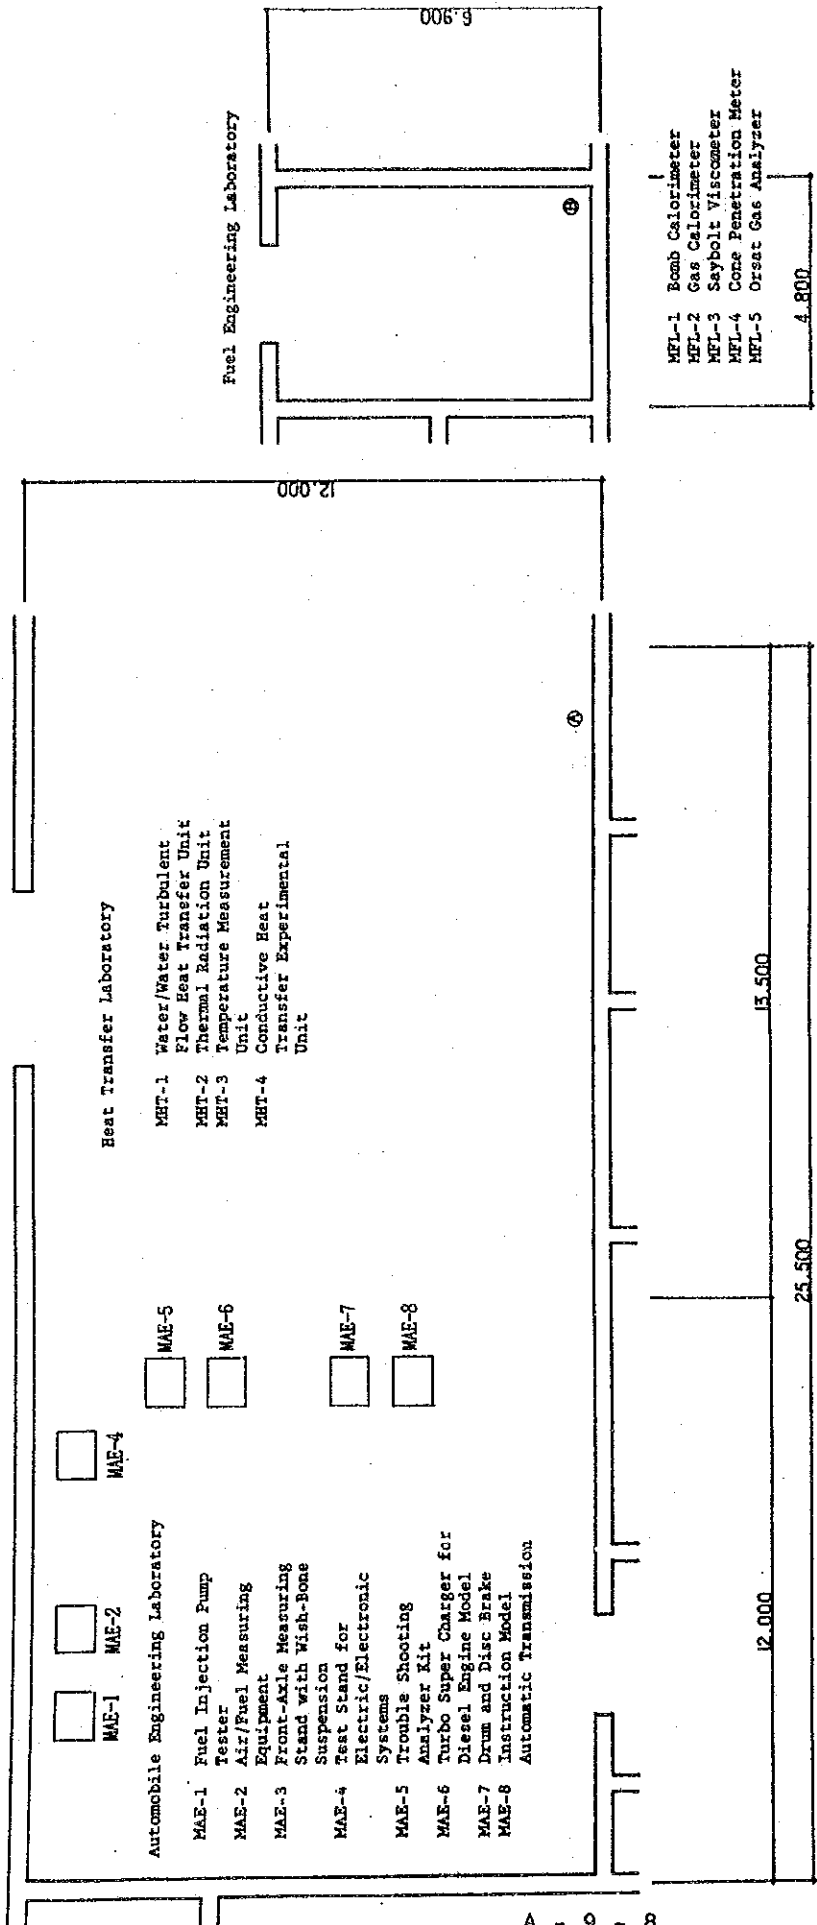 Automobile Engineering Laboratory
MAE-1 Fuel Injection Pump
Tester
MAE-2 Air/Fuel Measuring
Equipment
MAE-3 Front-Axle Measuring
Stand with Wish-Bone
Suspension
MAE-4 Test Stand for
Electric/Electronic
Systems
MAE-5 Trouble Shooting
Analyzer Kit
MAE-6 Turbo Super Charger for
Diesel Engine Model
MAE-7 Drum and Disc Brake
MAE-8 Instruction Model
Automatic Transmission
MAE-1
MAE-2
MAE-4
MAE-5
MAE-6
MAE-7
MAE-8
Heat Transfer Laboratory
MHT-1 Water/Water Turbulent
Flow Heat Transfer Unit
MHT-2 Thermal Radiation Unit
MHT-3 Temperature Measurement
Unit
MHT-4 Conductive Heat
Transfer Experimental
Unit
A
12.000
12.000
13.500
25.500
Fuel Engineering Laboratory
B
6.900
MFL-1 Bomb Calorimeter
MFL-2 Gas Calorimeter
MFL-3 Saybolt Viscometer
MFL-4 Cone Penetration Meter
MFL-5 Orsat Gas Analyzer
4.800
A - 9 - 8